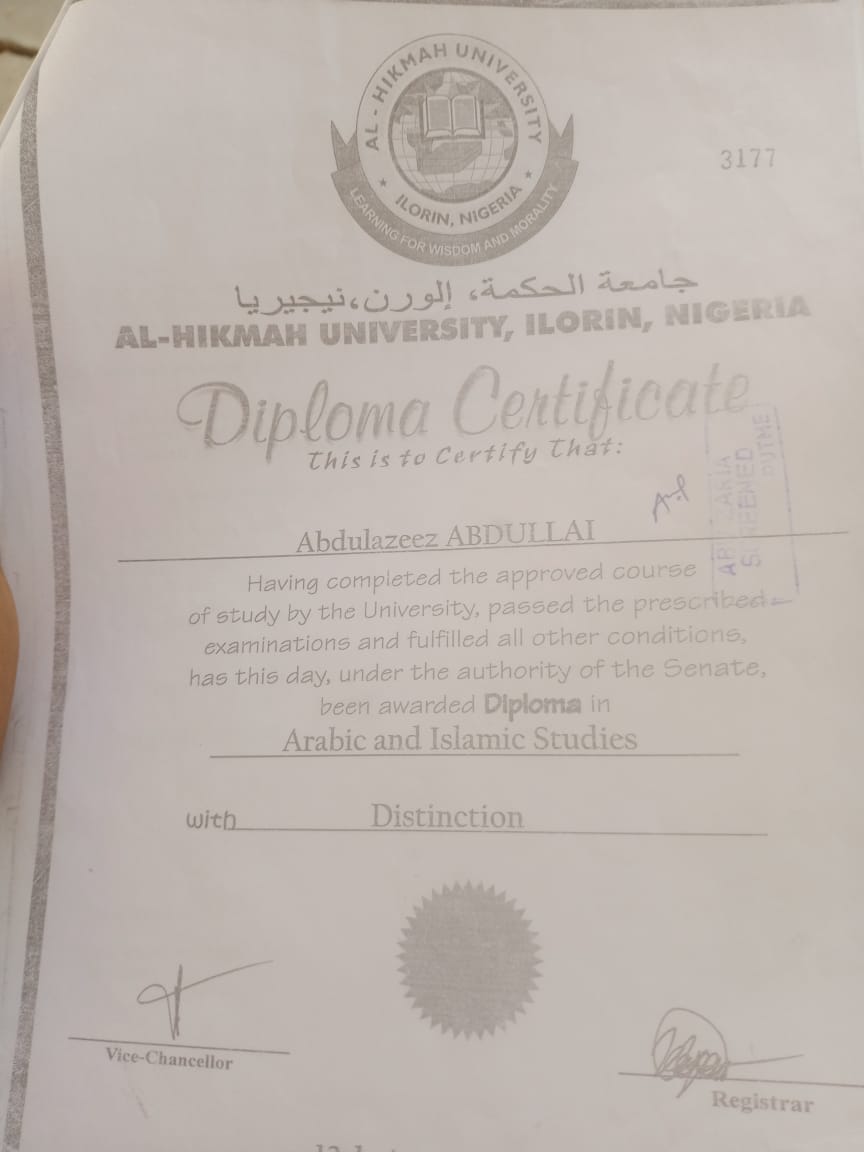 AL - HIKMAH UNIVERSITY
ILORIN, NIGERIA
LEARNING FOR WISDOM AND MORALITY
3177
جامعة الحكمة، إلورن،نيجيريا
AL-HIKMAH UNIVERSITY, ILORIN, NIGERIA
Diploma Certificate
This is to Certify That:
Abdulazeez ABDULLAI
Having completed the approved course
of study by the University, passed the prescribed
examinations and fulfilled all other conditions,
has this day, under the authority of the Senate,
been awarded Diploma in
Arabic and Islamic Studies
with Distinction
Vice-Chancellor
Registrar
ZARIA
SCREENED
PUTME